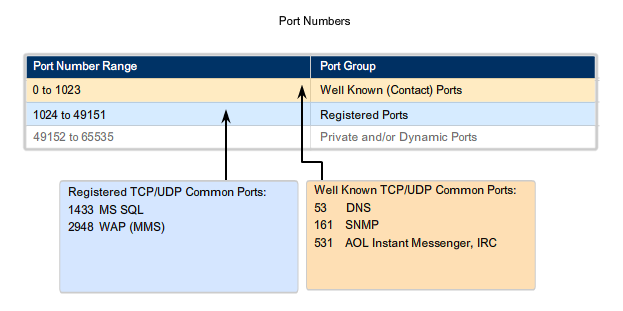 Port Numbers
Port Number Range Port Group
0 to 1023 Well Known (Contact) Ports
1024 to 49151 Registered Ports
49152 to 65535 Private and/or Dynamic Ports
Registered TCP/UDP Common Ports:
1433 MS SQL
2948 WAP (MMS)
Well Known TCP/UDP Common Ports:
53 DNS
161 SNMP
531 AOL Instant Messenger, IRC